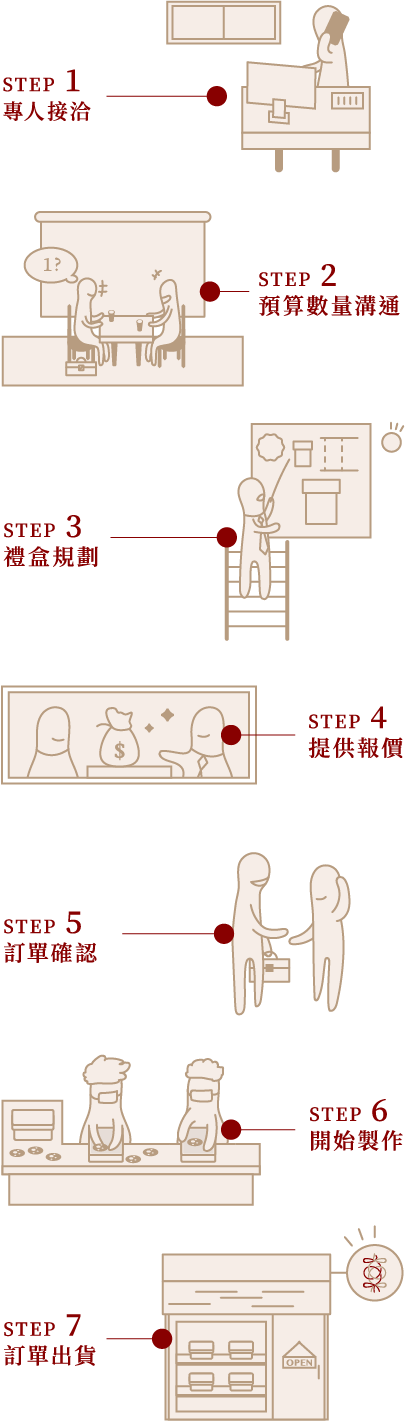 STEP 1
專人接洽
1?
STEP 2
預算數量溝通
STEP 3
禮盒規劃
$
STEP 4
提供報價
STEP 5
訂單確認
STEP 6
開始製作
STEP 7
訂單出貨
OPEN